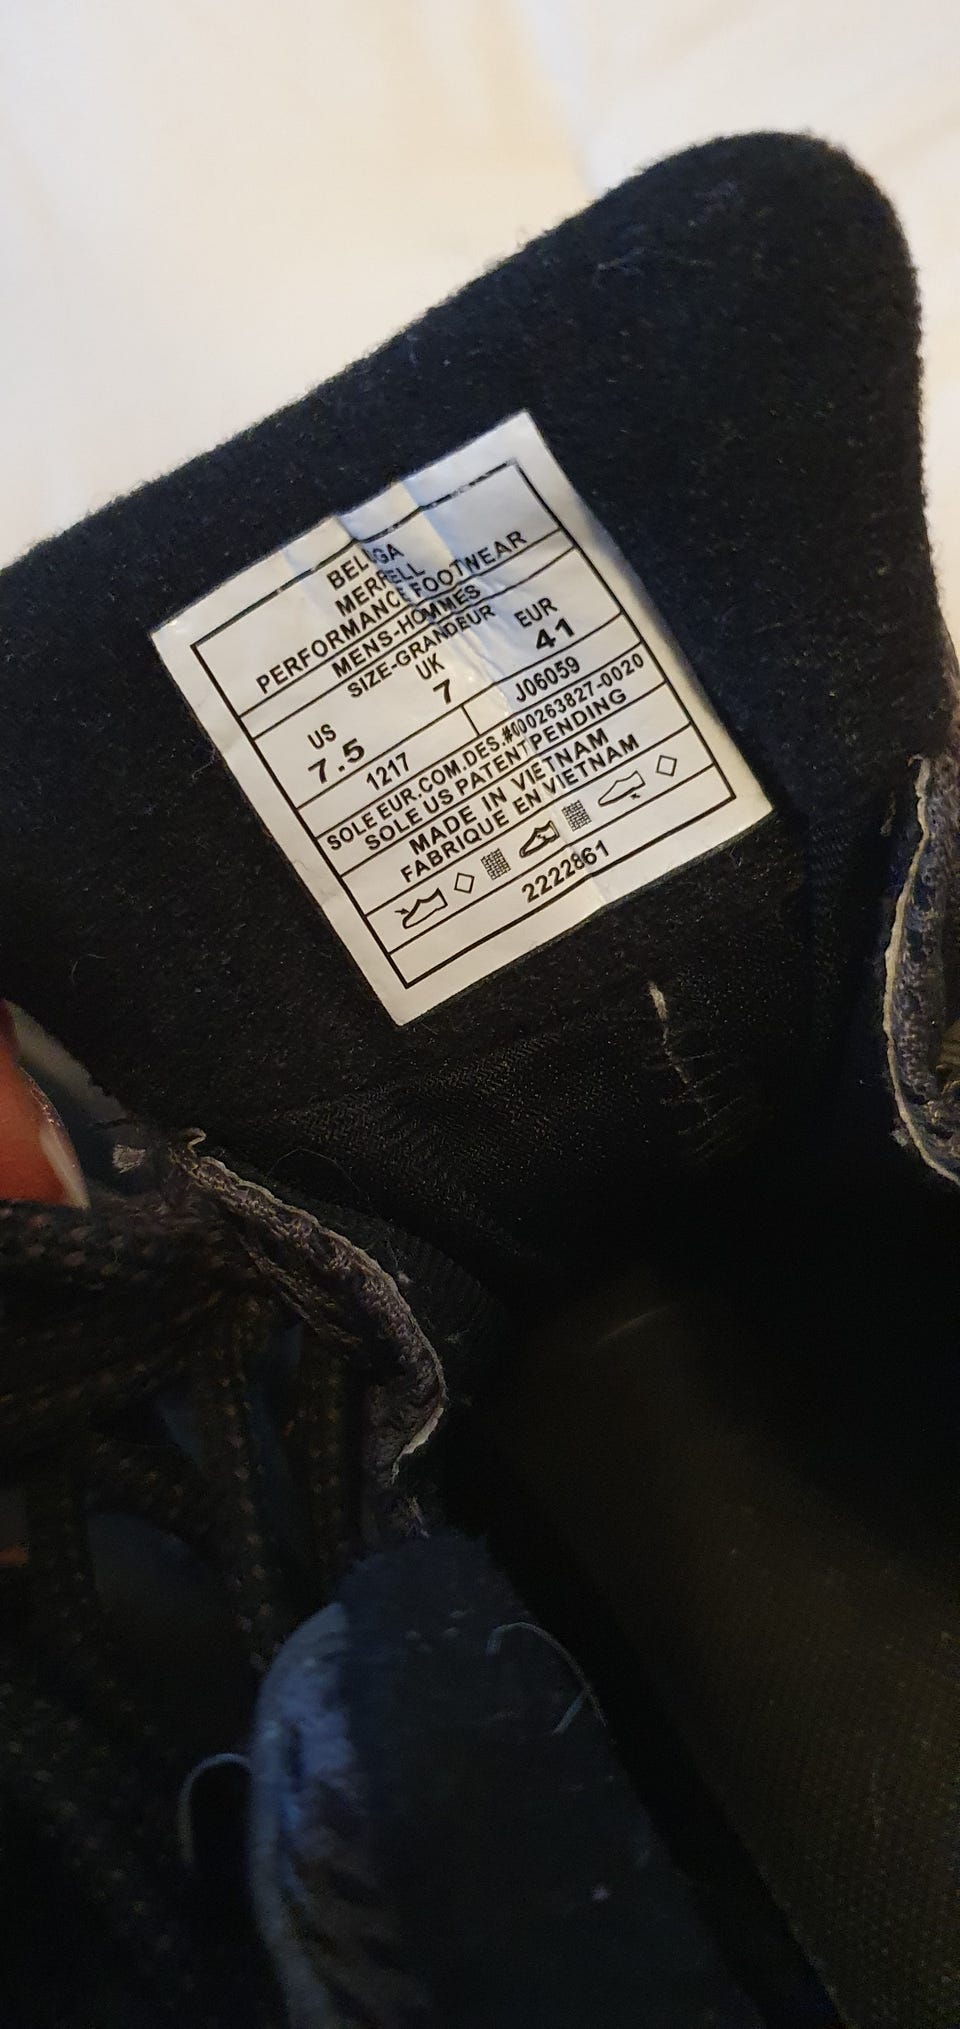 BELUGA
MERRELL
PERFORMANCE FOOTWEAR
MENS-HOMMES
SIZE-GRANDEUR
US UK EUR
7.5 7 41
1217 J06059
SOLE EUR.COM.DES.#000263827-0020
SOLE US PATENT PENDING
MADE IN VIETNAM
FABRIQUE EN VIETNAM
2222861